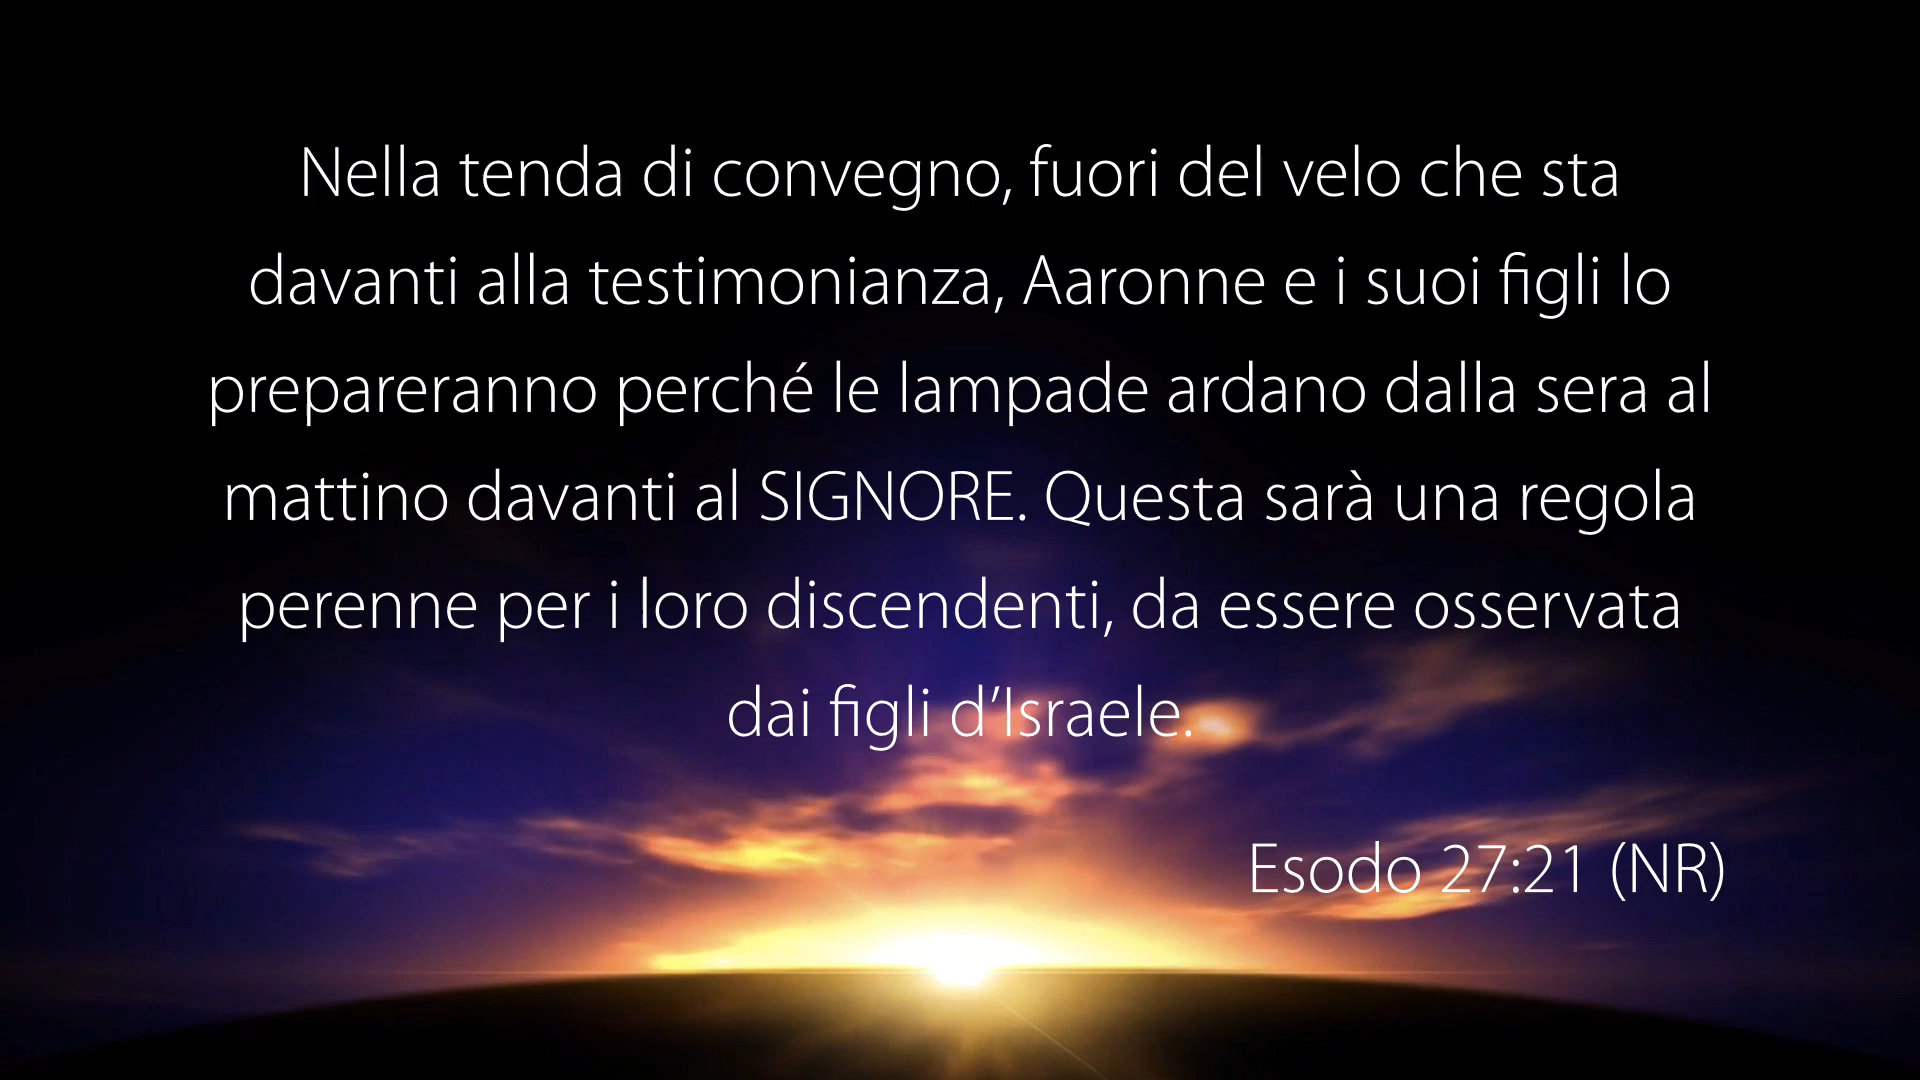 Nella tenda di convegno, fuori del velo che sta
davanti alla testimonianza, Aaronne e i suoi figli lo
prepareranno perché le lampade ardano dalla sera al
mattino davanti al SIGNORE. Questa sarà una regola
perenne per i loro discendenti, da essere osservata
dai figli d’Israele.
Esodo 27:21 (NR)